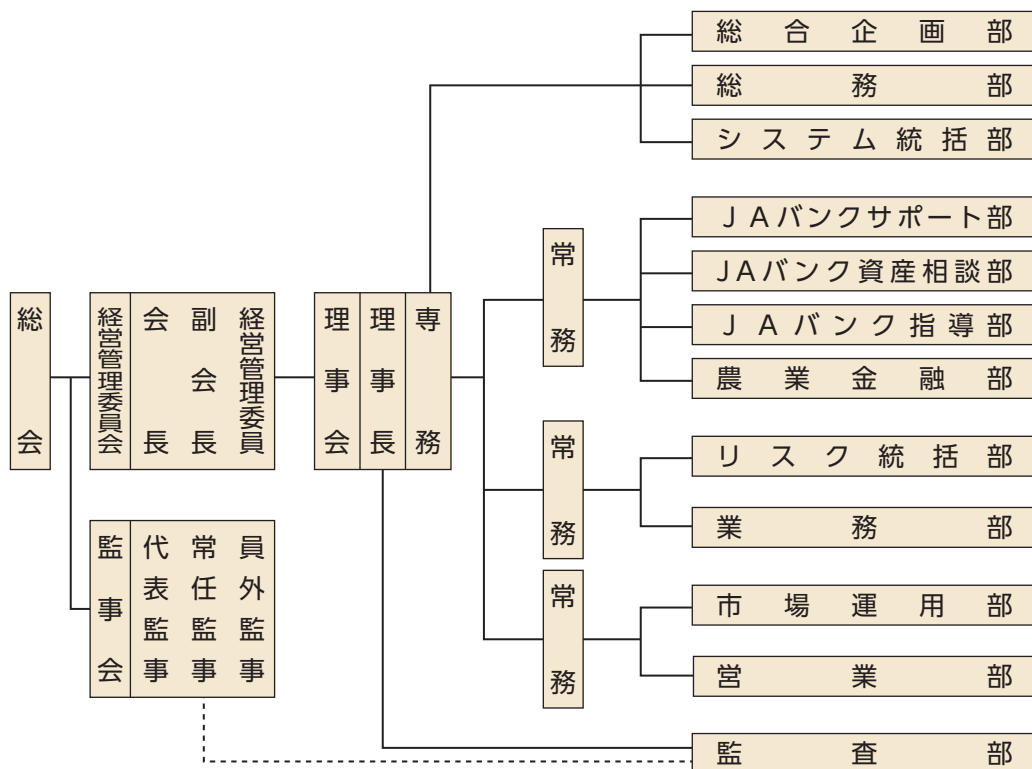 総会
経営管理委員会
会長
副会長
経営管理委員
監事会
代表監事
常任監事
員外監事
理事会
理事長
専務
常務
常務
常務
総合企画部
総務部
システム統括部
JAバンクサポート部
JAバンク資産相談部
JAバンク指導部
農業金融部
リスク統括部
業務部
市場運用部
営業部
監査部